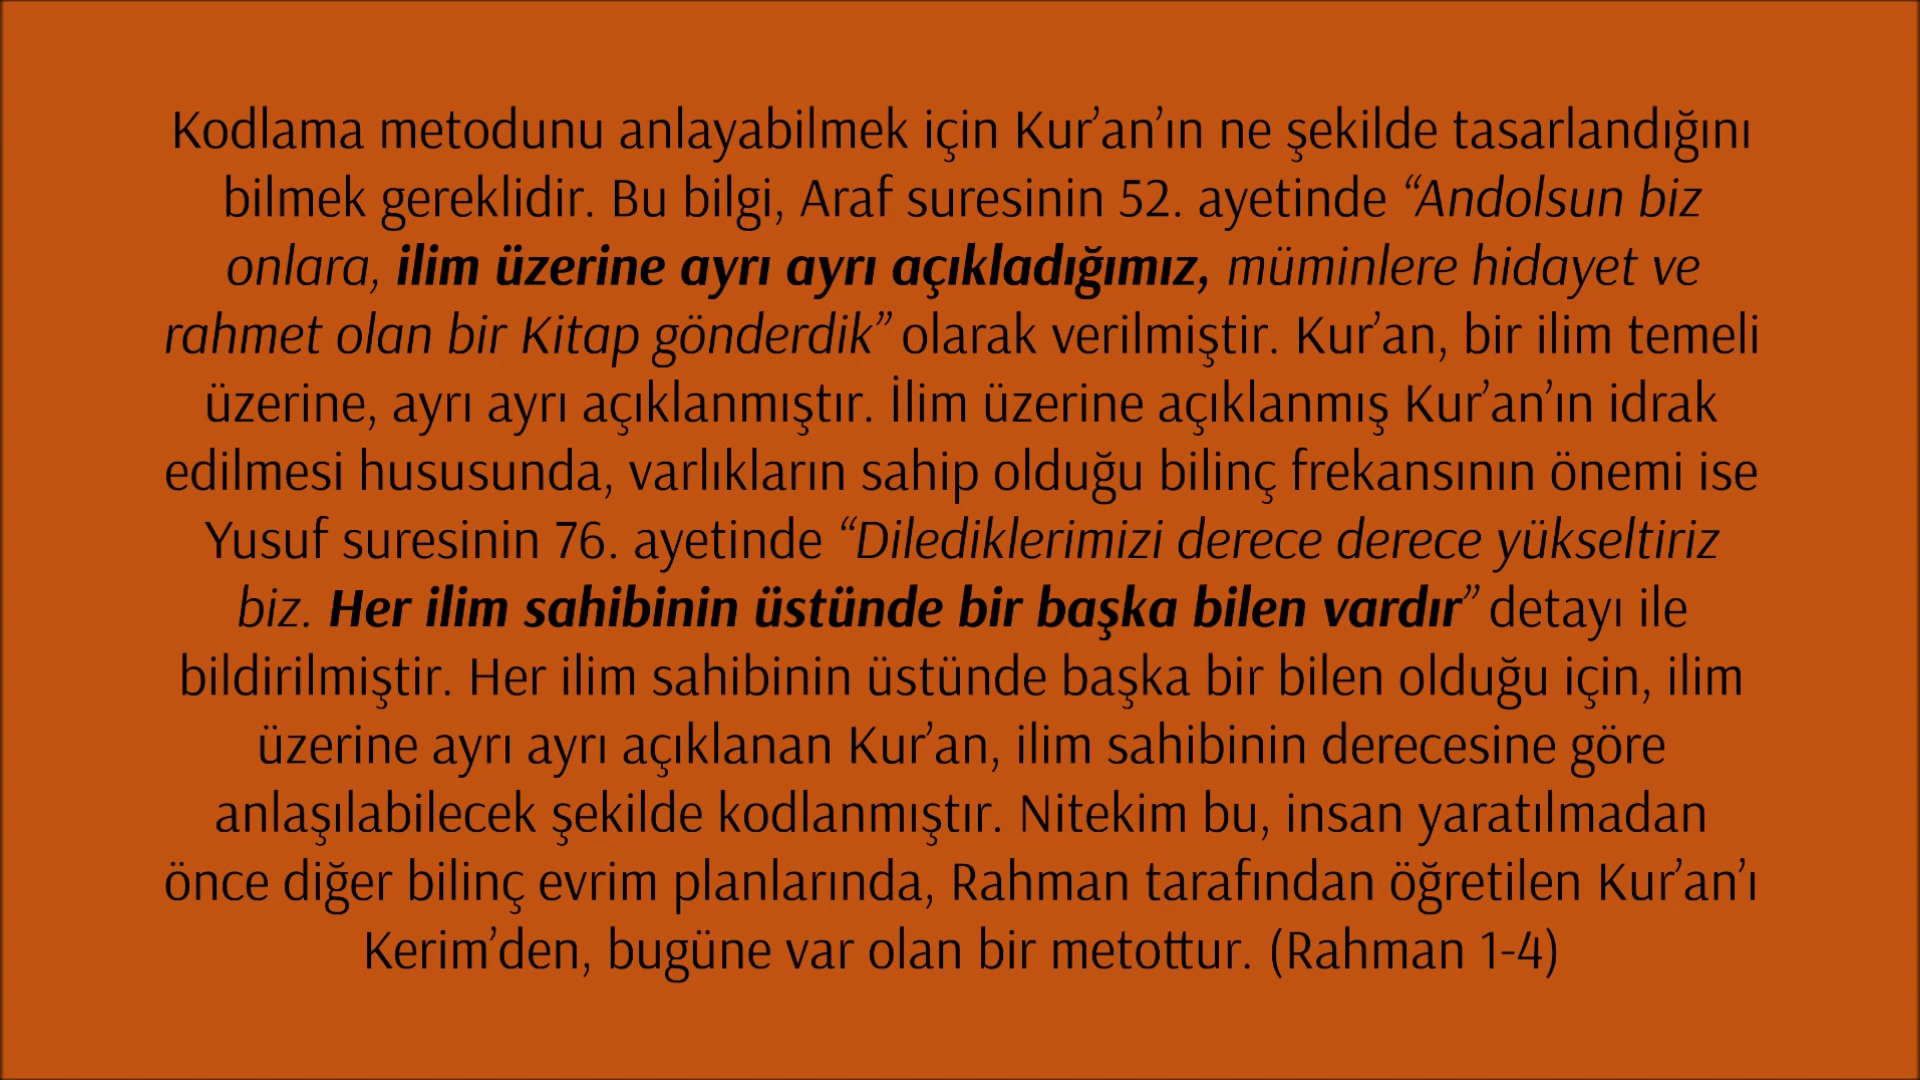 Kodlama metodunu anlayabilmek için Kur’an’ın ne şekilde tasarlandığını
bilmek gereklidir. Bu bilgi, Araf suresinin 52. ayetinde “Andolsun biz
onlara, ilim üzerine ayrı ayrı açıkladığımız, müminlere hidayet ve
rahmet olan bir Kitap gönderdik” olarak verilmiştir. Kur’an, bir ilim temeli
üzerine, ayrı ayrı açıklanmıştır. İlim üzerine açıklanmış Kur’an’ın idrak
edilmesi hususunda, varlıkların sahip olduğu bilinç frekansının önemi ise
Yusuf suresinin 76. ayetinde “Dilediklerimizi derece derece yükseltiriz
biz. Her ilim sahibinin üstünde bir başka bilen vardır” detayı ile
bildirilmiştir. Her ilim sahibinin üstünde başka bir bilen olduğu için, ilim
üzerine ayrı ayrı açıklanan Kur’an, ilim sahibinin derecesine göre
anlaşılabilecek şekilde kodlanmıştır. Nitekim bu, insan yaratılmadan
önce diğer bilinç evrim planlarında, Rahman tarafından öğretilen Kur’an’ı
Kerim’den, bugüne var olan bir metottur. (Rahman 1-4)